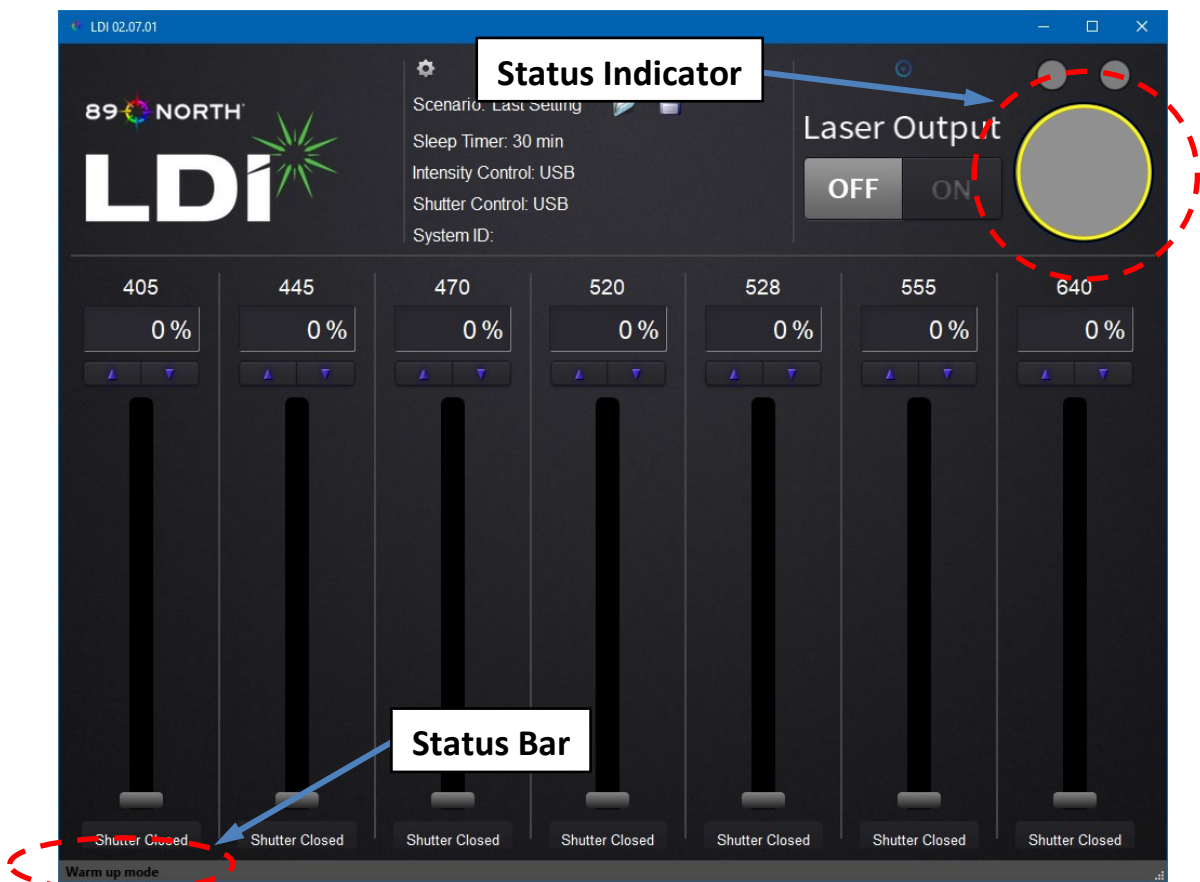 LDI 02.07.01
Status Indicator
89 NORTH
LDI
Scenario: Last Setting
Sleep Timer: 30 min
Intensity Control: USB
Shutter Control: USB
System ID:
Laser Output
OFF ON
405 445 470 520 528 555 640
0 % 0 % 0 % 0 % 0 % 0 % 0 %
Status Bar
Shutter Closed Shutter Closed Shutter Closed Shutter Closed Shutter Closed Shutter Closed Shutter Closed
Warm up mode